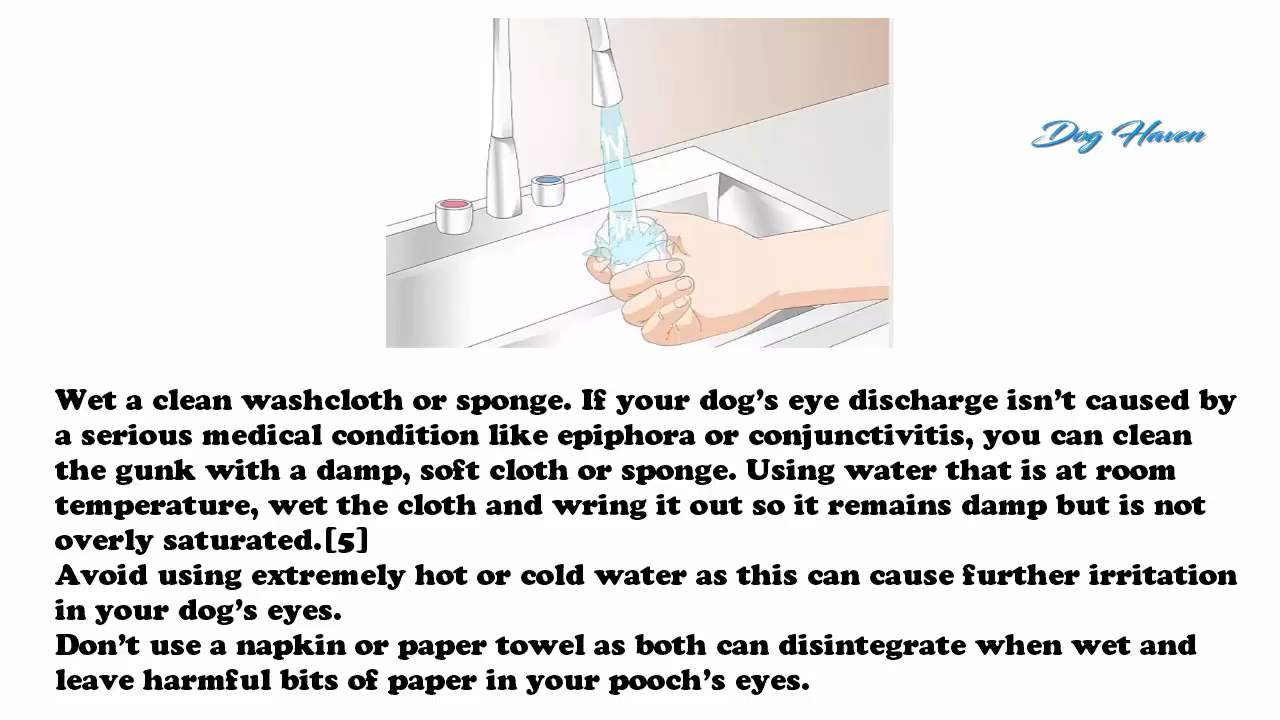 Dog Haven
Wet a clean washcloth or sponge. If your dog’s eye discharge isn’t caused by
a serious medical condition like epiphora or conjunctivitis, you can clean
the gunk with a damp, soft cloth or sponge. Using water that is at room
temperature, wet the cloth and wring it out so it remains damp but is not
overly saturated.[5]
Avoid using extremely hot or cold water as this can cause further irritation
in your dog’s eyes.
Don’t use a napkin or paper towel as both can disintegrate when wet and
leave harmful bits of paper in your pooch’s eyes.